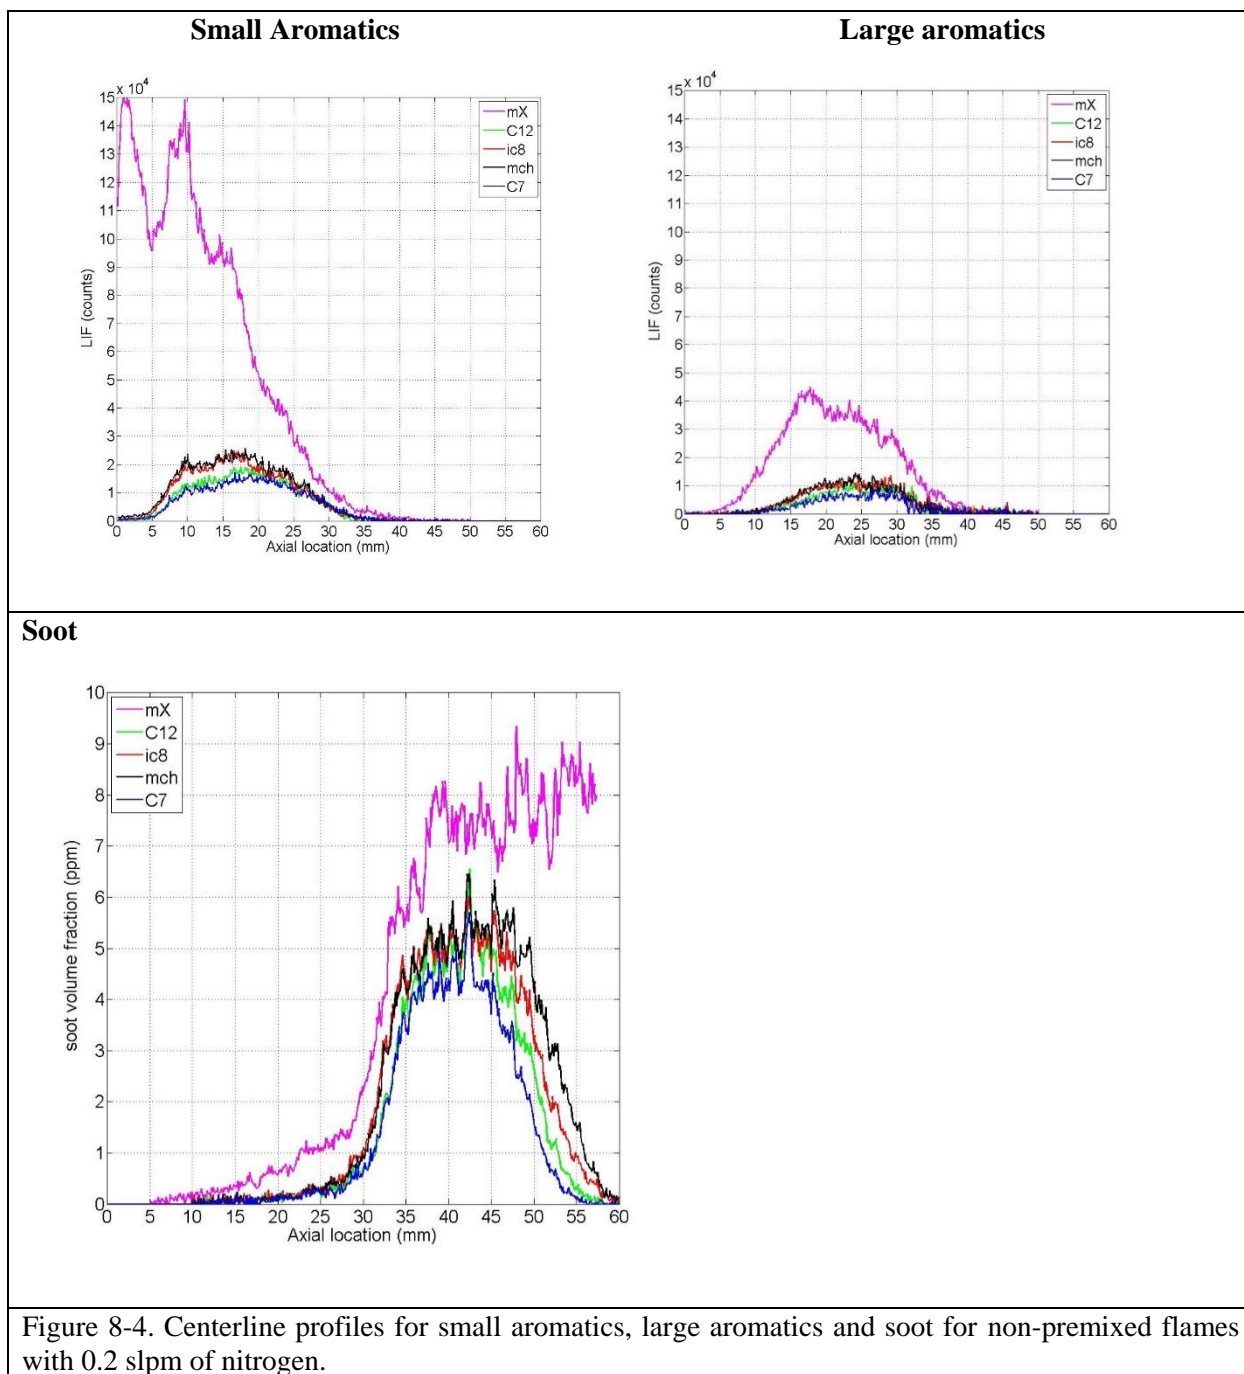 Small Aromatics
Large aromatics
x 10⁴
15
14
13
12
11
10
9
8
7
6
5
4
3
2
1
0
LIF (counts)
0 5 10 15 20 25 30 35 40 45 50 55 60
Axial location (mm)
mX
C12
ic8
mch
C7
x 10⁴
15
14
13
12
11
10
9
8
7
6
5
4
3
2
1
0
LIF (counts)
0 5 10 15 20 25 30 35 40 45 50 55 60
Axial location (mm)
mX
C12
ic8
mch
C7
Soot
10
9
8
7
6
5
4
3
2
1
0
soot volume fraction (ppm)
0 5 10 15 20 25 30 35 40 45 50 55 60
Axial location (mm)
mX
C12
ic8
mch
C7
Figure 8-4. Centerline profiles for small aromatics, large aromatics and soot for non-premixed flames
with 0.2 slpm of nitrogen.